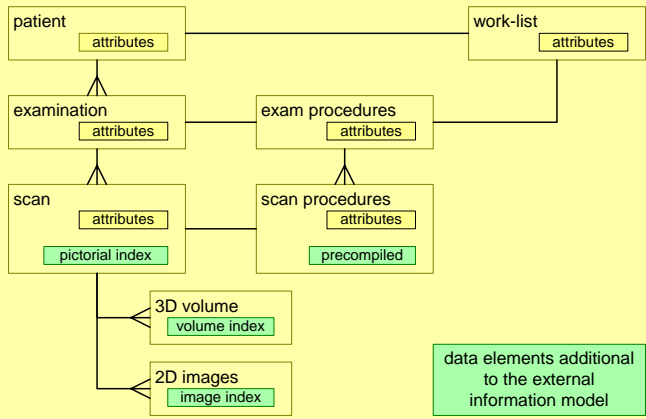 patient
attributes
work-list
attributes
examination
attributes
exam procedures
attributes
scan
attributes
pictorial index
scan procedures
attributes
precompiled
3D volume
volume index
2D images
image index
data elements additional
to the external
information model